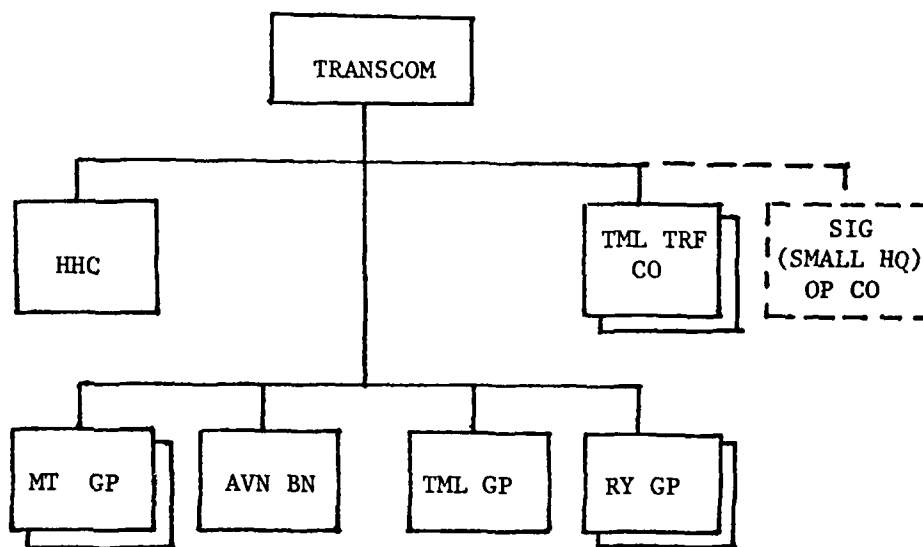 TRANSCOM
HHC
TML TRF
CO
SIG
(SMALL HQ)
OP CO
MT GP
AVN BN
TML GP
RY GP